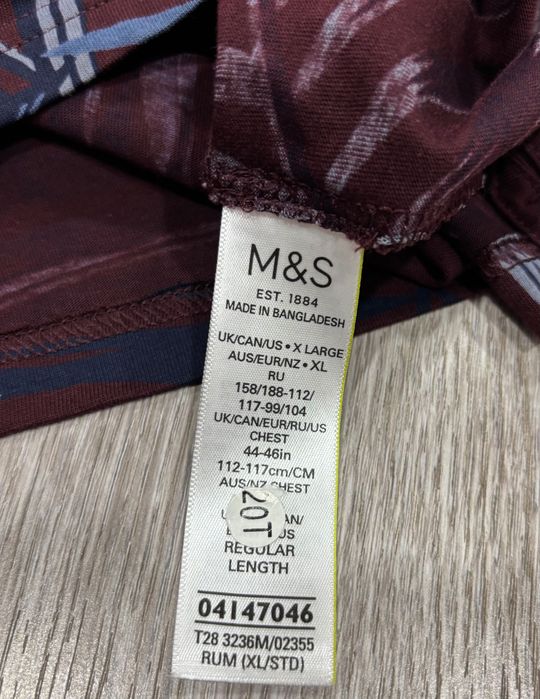 M&S
EST. 1884
MADE IN BANGLADESH
UK/CAN/US • X LARGE
AUS/EUR/NZ • XL
RU
158/188-112/
117-99/104
UK/CAN/EUR/RU/US
CHEST
44-46in
112-117cm/CM
AUS/NZ CHEST
20T
REGULAR
LENGTH
04147046
T28 3236M/02355
RUM (XL/STD)